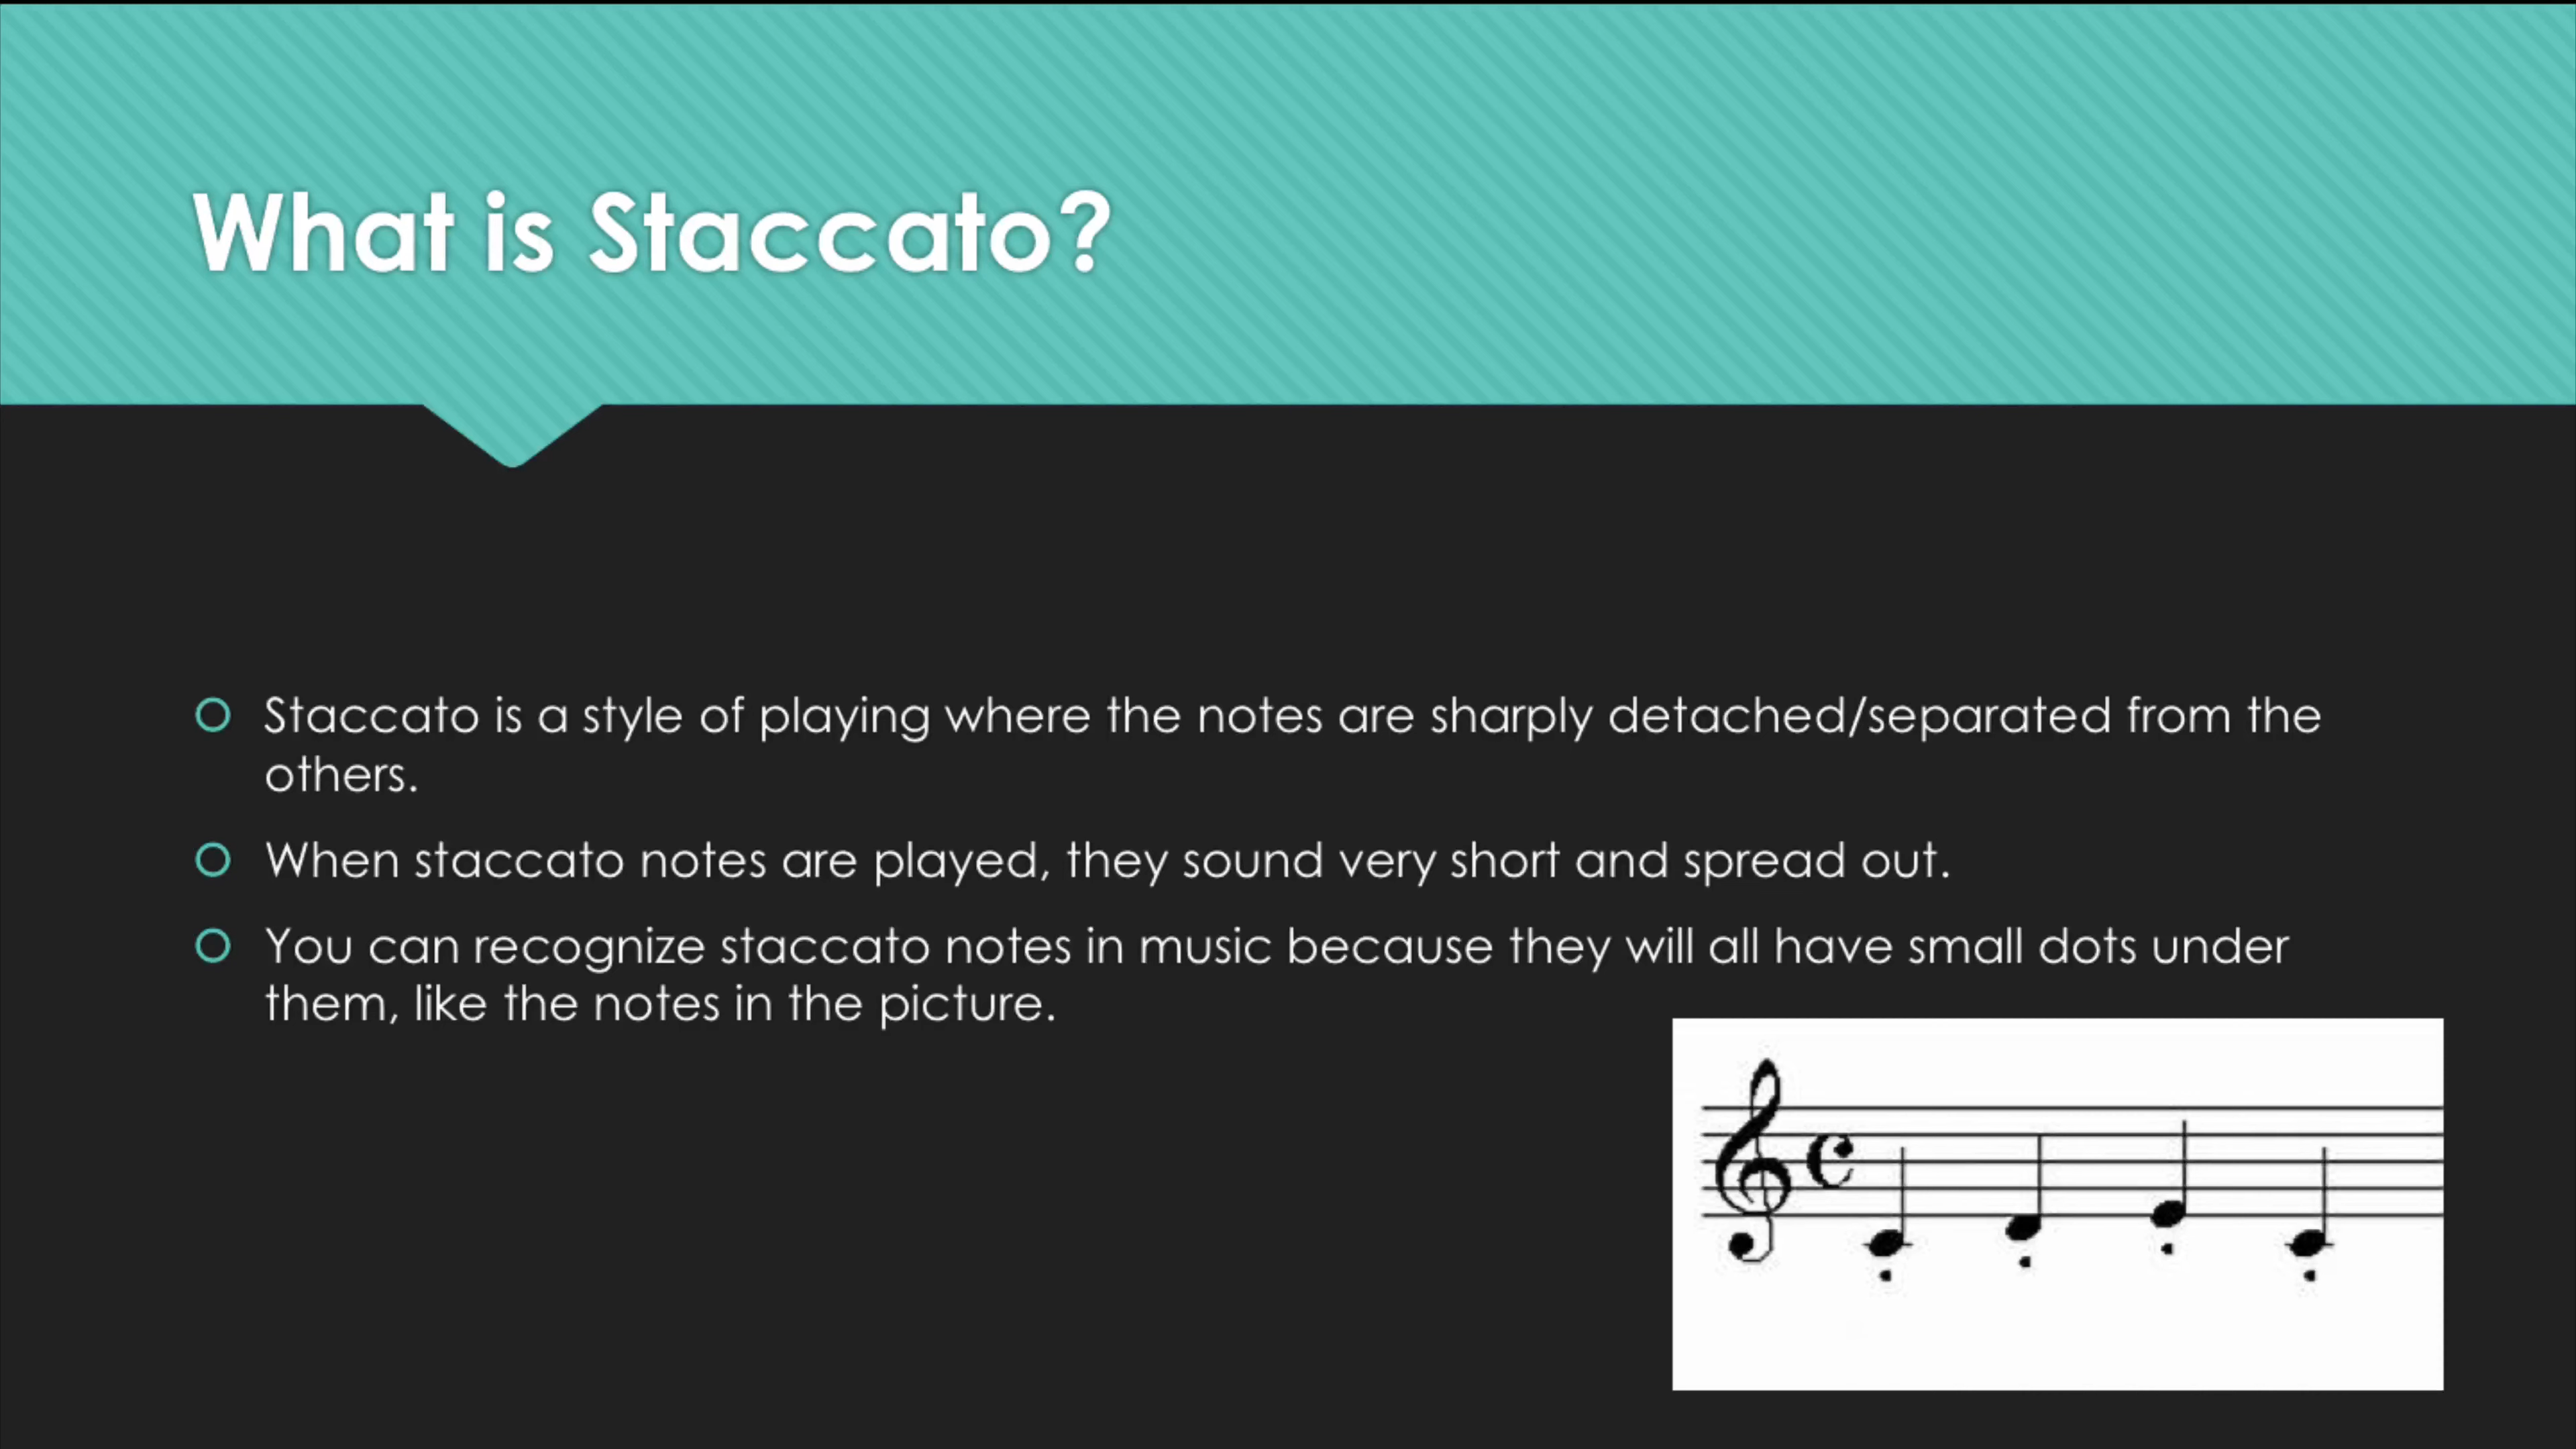 What is Staccato?
Staccato is a style of playing where the notes are sharply detached/separated from the
others.
When staccato notes are played, they sound very short and spread out.
You can recognize staccato notes in music because they will all have small dots under
them, like the notes in the picture.